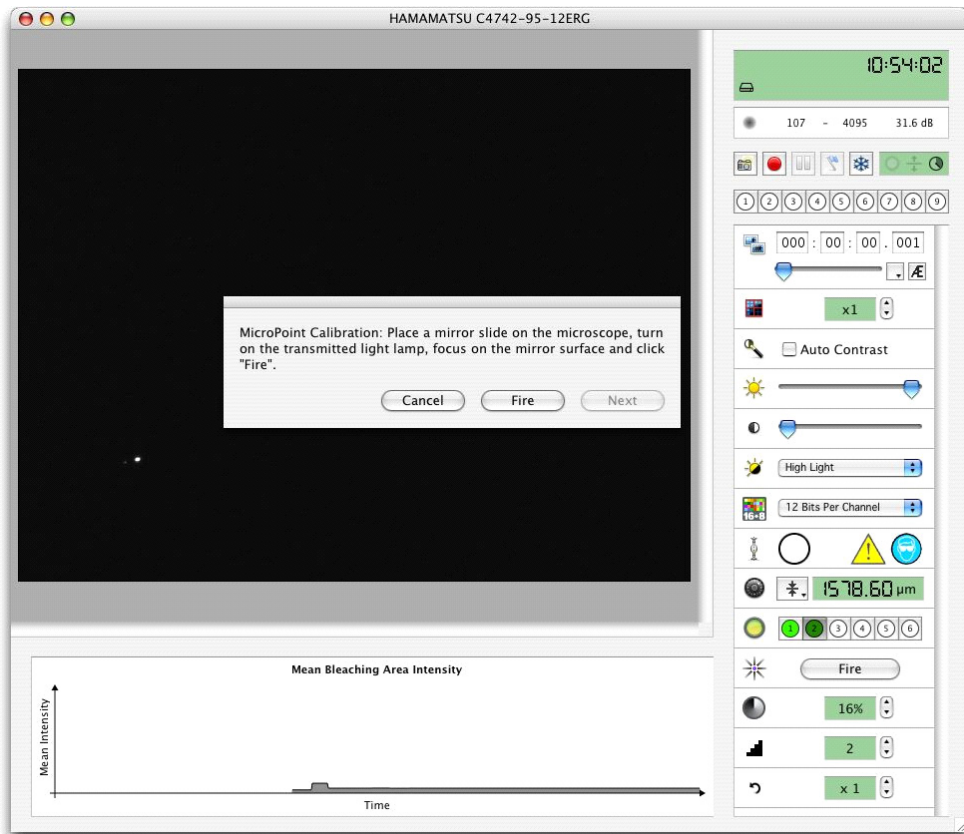 HAMAMATSU C4742-95-12ERG
10:54:02
107 - 4095 31.6 dB
1 2 3 4 5 6 7 8 9
000 : 00 : 00 . 001
Æ
x1
MicroPoint Calibration: Place a mirror slide on the microscope, turn
on the transmitted light lamp, focus on the mirror surface and click
"Fire".
Cancel Fire Next
Auto Contrast
High Light
16•8
12 Bits Per Channel
1578.60 µm
1 2 3 4 5 6
Fire
16%
2
x 1
Mean Bleaching Area Intensity
Mean Intensity
Time